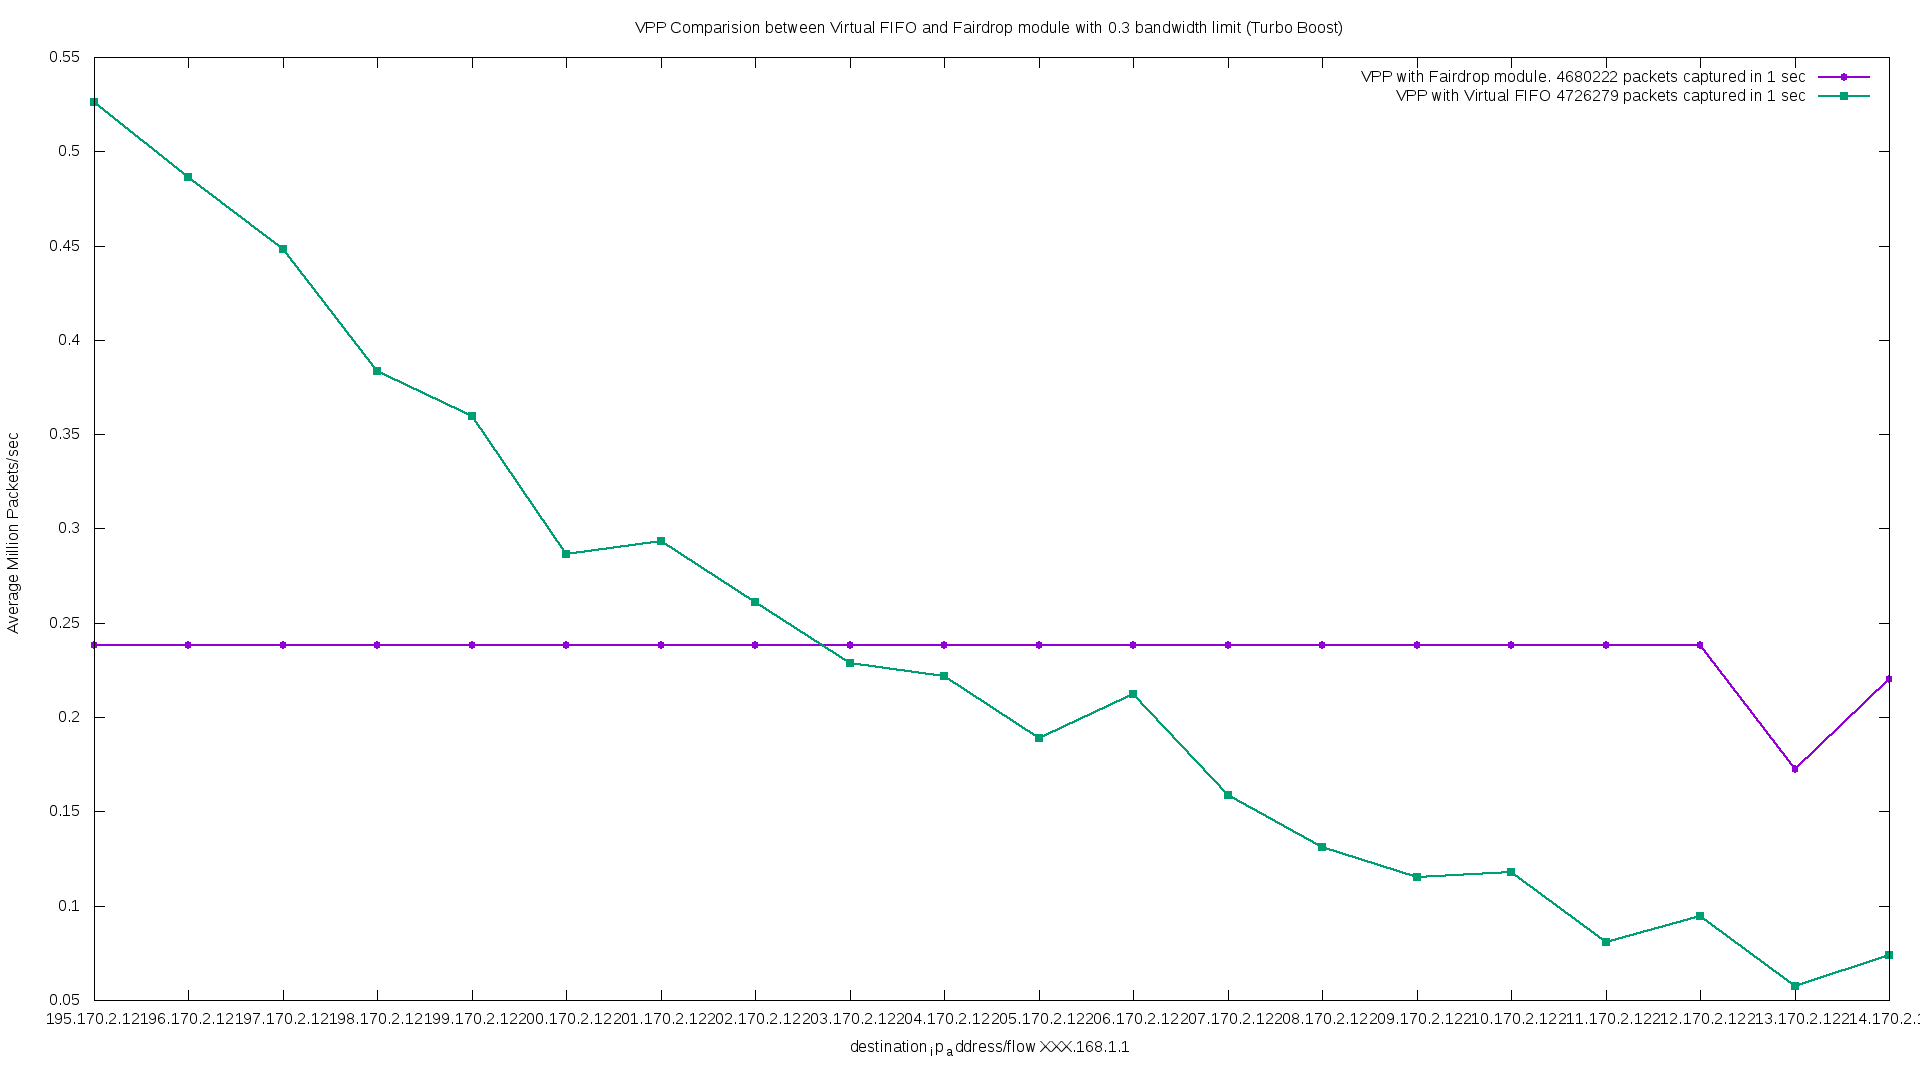 VPP Comparision between Virtual FIFO and Fairdrop module with 0.3 bandwidth limit (Turbo Boost)
VPP with Fairdrop module. 4680222 packets captured in 1 sec
VPP with Virtual FIFO 4726279 packets captured in 1 sec
Average Million Packets/sec
0.55
0.5
0.45
0.4
0.35
0.3
0.25
0.2
0.15
0.1
0.05
195.170.2.12196.170.2.12197.170.2.12198.170.2.12199.170.2.12200.170.2.12201.170.2.12202.170.2.12203.170.2.12204.170.2.12205.170.2.12206.170.2.12207.170.2.12208.170.2.12209.170.2.12210.170.2.12211.170.2.12212.170.2.12213.170.2.12214.170.2.1
destinationipaddress/flow XXX.168.1.1